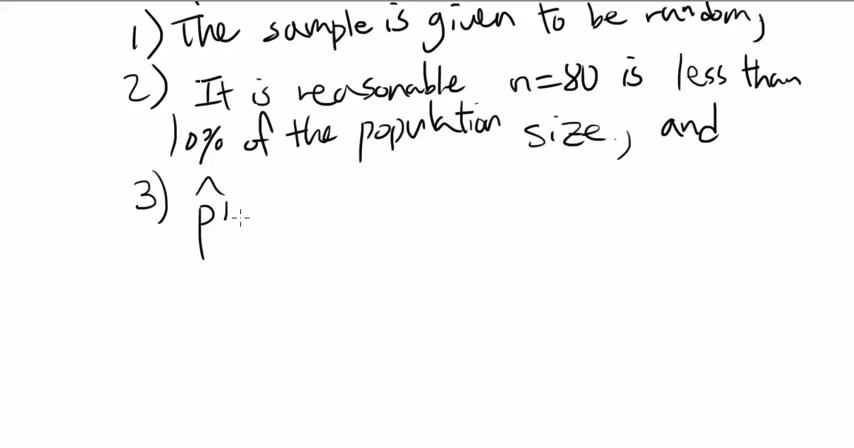 1) The sample is given to be random,
2) It is reasonable n=80 is less than
10% of the population size, and
3) p̂